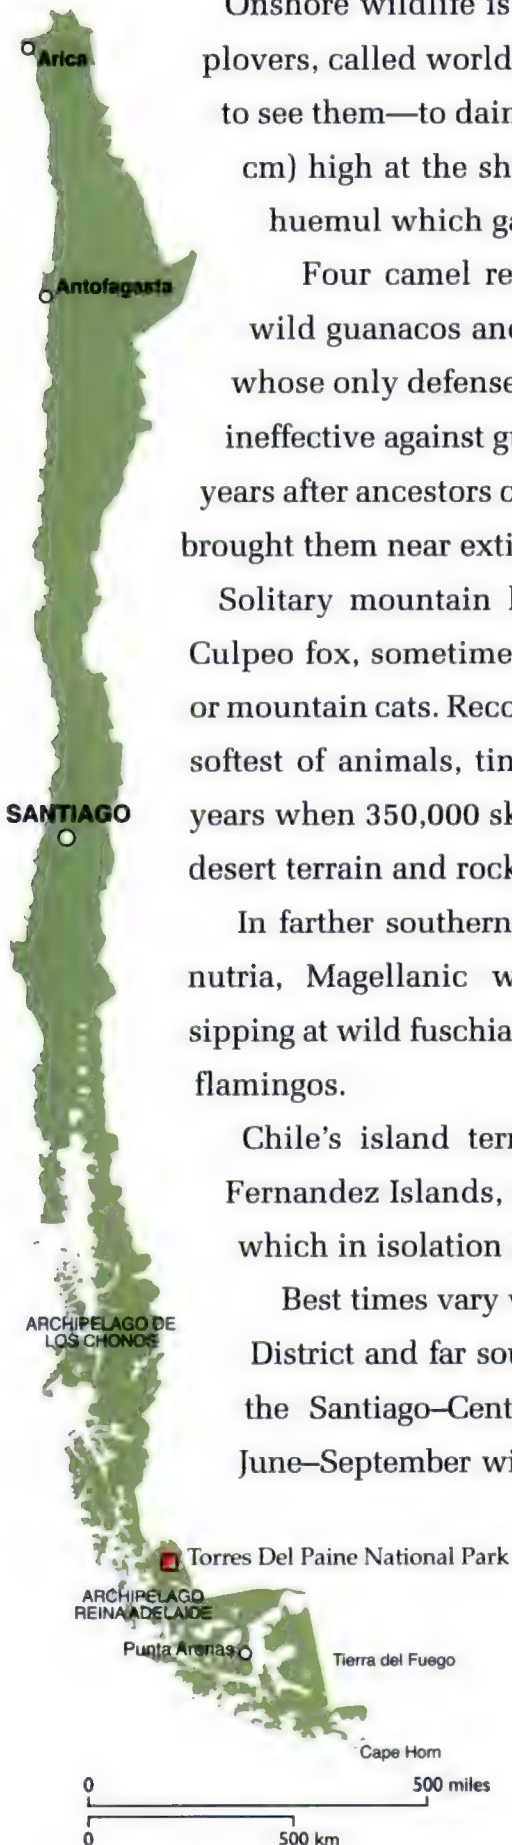 Onshore wildlife is
plovers, called world
to see them—to dain
cm) high at the sh
huemul which ga
Four camel re
wild guanacos and
whose only defense
ineffective against gu
years after ancestors o
brought them near exti
Solitary mountain l
Culpeo fox, sometime
or mountain cats. Reco
softest of animals, tin
years when 350,000 sk
desert terrain and rock
In farther southern
nutria, Magellanic w
sipping at wild fuschia
flamingos.
Chile's island terr
Fernandez Islands,
which in isolation
Best times vary
District and far sou
the Santiago–Cent
June–September wi
Arica
Antofagasta
SANTIAGO
ARCHIPELAGO DE
LOS CHONOS
Torres Del Paine National Park
ARCHIPELAGO
REINA ADELAIDE
Punta Arenas
Tierra del Fuego
Cape Horn
0 500 miles
0 500 km